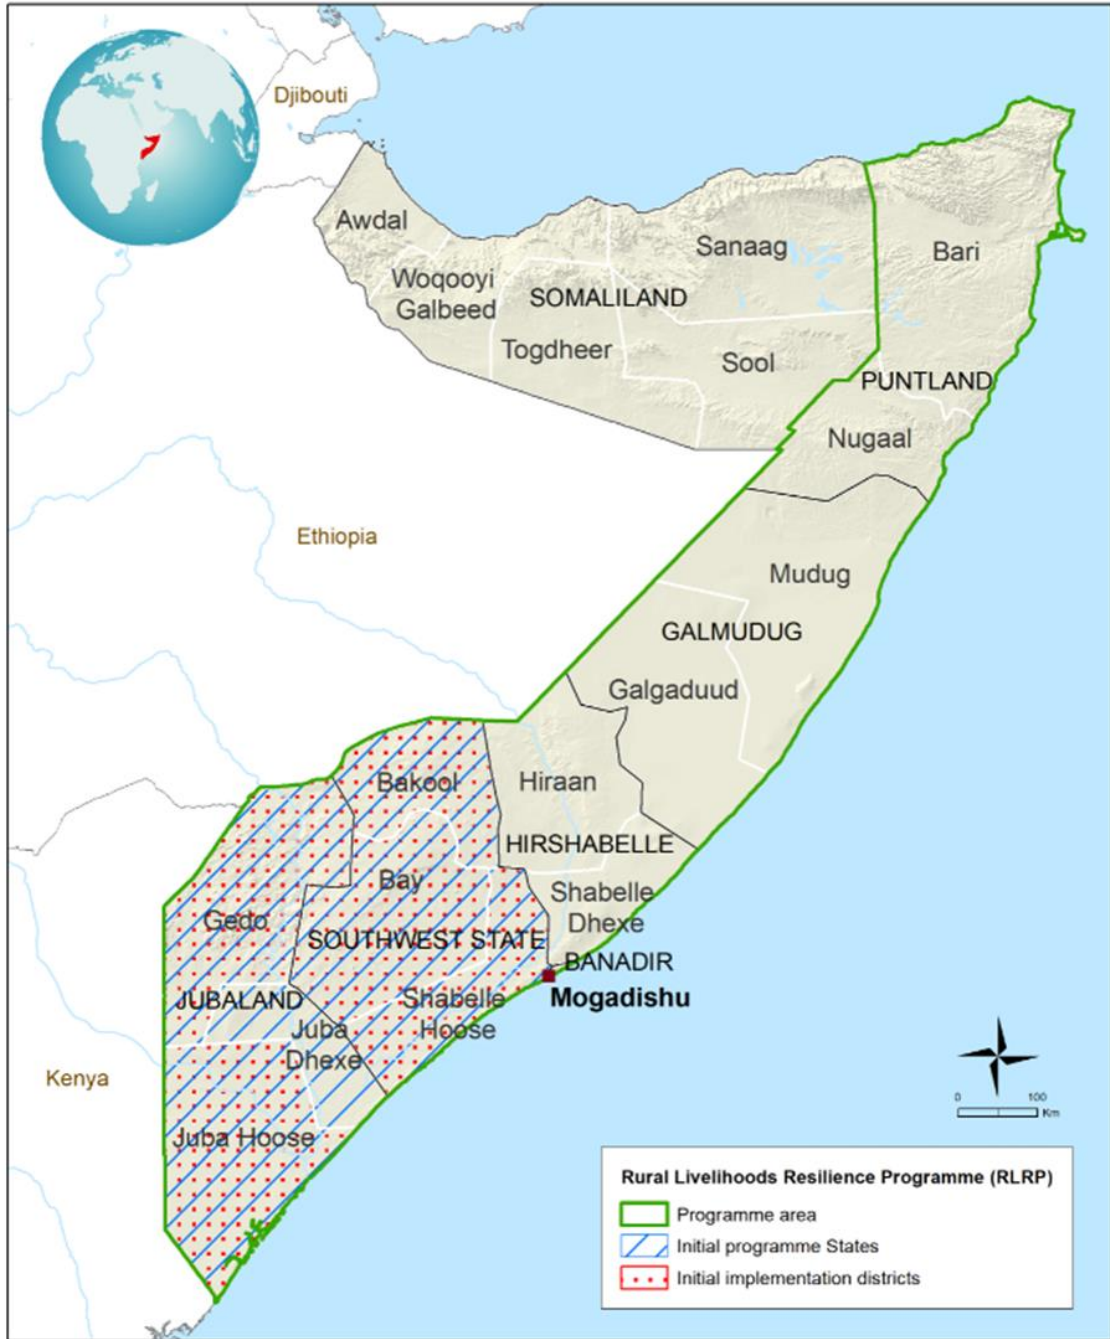 Djibouti
Awdal
Sanaag
Bari
Woqooyi
Galbeed
SOMALILAND
Togdheer
Sool
PUNTLAND
Nugaal
Ethiopia
Mudug
GALMUDUG
Galgaduud
Bakool
Hiraan
HIRSHABELLE
Bay
Shabelle
Dhexe
Gedo
SOUTHWEST STATE
BANADIR
Mogadishu
JUBALAND
Shabelle
Hoose
Juba
Dhexe
Kenya
Juba Hoose
0 100
Km
Rural Livelihoods Resilience Programme (RLRP)
Programme area
Initial programme States
Initial implementation districts